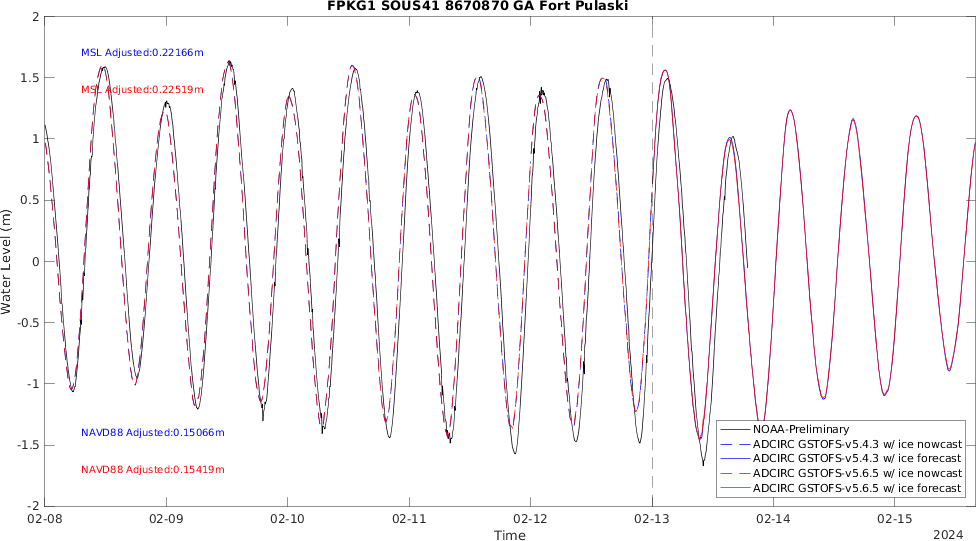 FPKG1 SOUS41 8670870 GA Fort Pulaski
2
1.5
1
0.5
0
-0.5
-1
-1.5
-2
Water Level (m)
MSL Adjusted:0.22166m
MSL Adjusted:0.22519m
NAVD88 Adjusted:0.15066m
NAVD88 Adjusted:0.15419m
NOAA-Preliminary
ADCIRC GSTOFS-v5.4.3 w/ ice nowcast
ADCIRC GSTOFS-v5.4.3 w/ ice forecast
ADCIRC GSTOFS-v5.6.5 w/ ice nowcast
ADCIRC GSTOFS-v5.6.5 w/ ice forecast
02-08 02-09 02-10 02-11 02-12 02-13 02-14 02-15
Time
2024